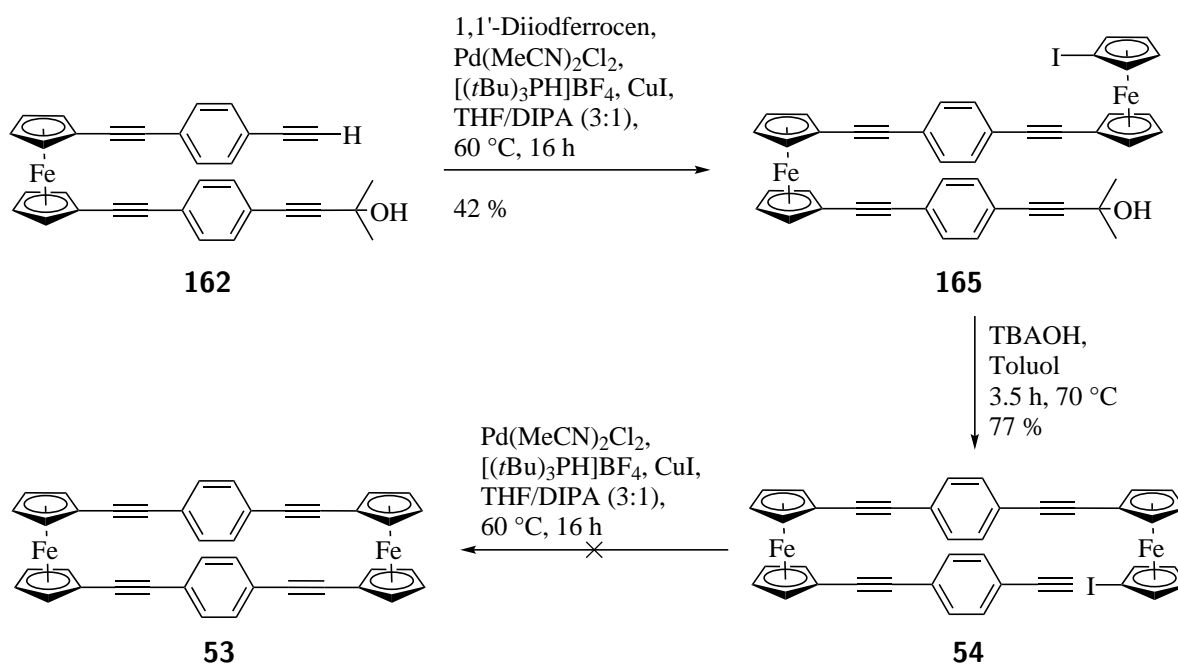 1,1'-Diiodferrocen,
Pd(MeCN)2Cl2,
[(tBu)3PH]BF4, CuI,
THF/DIPA (3:1),
60 °C, 16 h
42 %
H
Fe
OH
162
I
Fe
Fe
OH
165
TBAOH,
Toluol
3.5 h, 70 °C
77 %
Pd(MeCN)2Cl2,
[(tBu)3PH]BF4, CuI,
THF/DIPA (3:1),
60 °C, 16 h
Fe
Fe
53
Fe
Fe
I
54